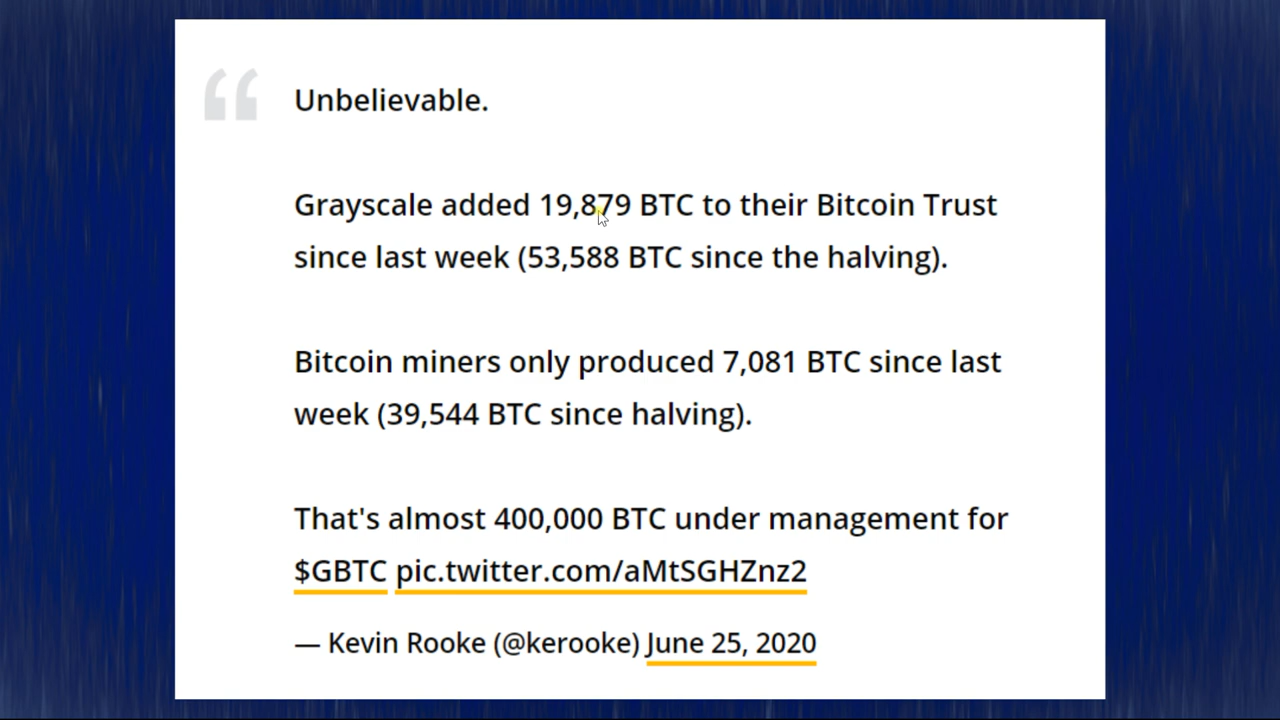 Unbelievable.
Grayscale added 19,879 BTC to their Bitcoin Trust
since last week (53,588 BTC since the halving).
Bitcoin miners only produced 7,081 BTC since last
week (39,544 BTC since halving).
That's almost 400,000 BTC under management for
$GBTC pic.twitter.com/aMtSGHZnz2
— Kevin Rooke (@kerooke) June 25, 2020